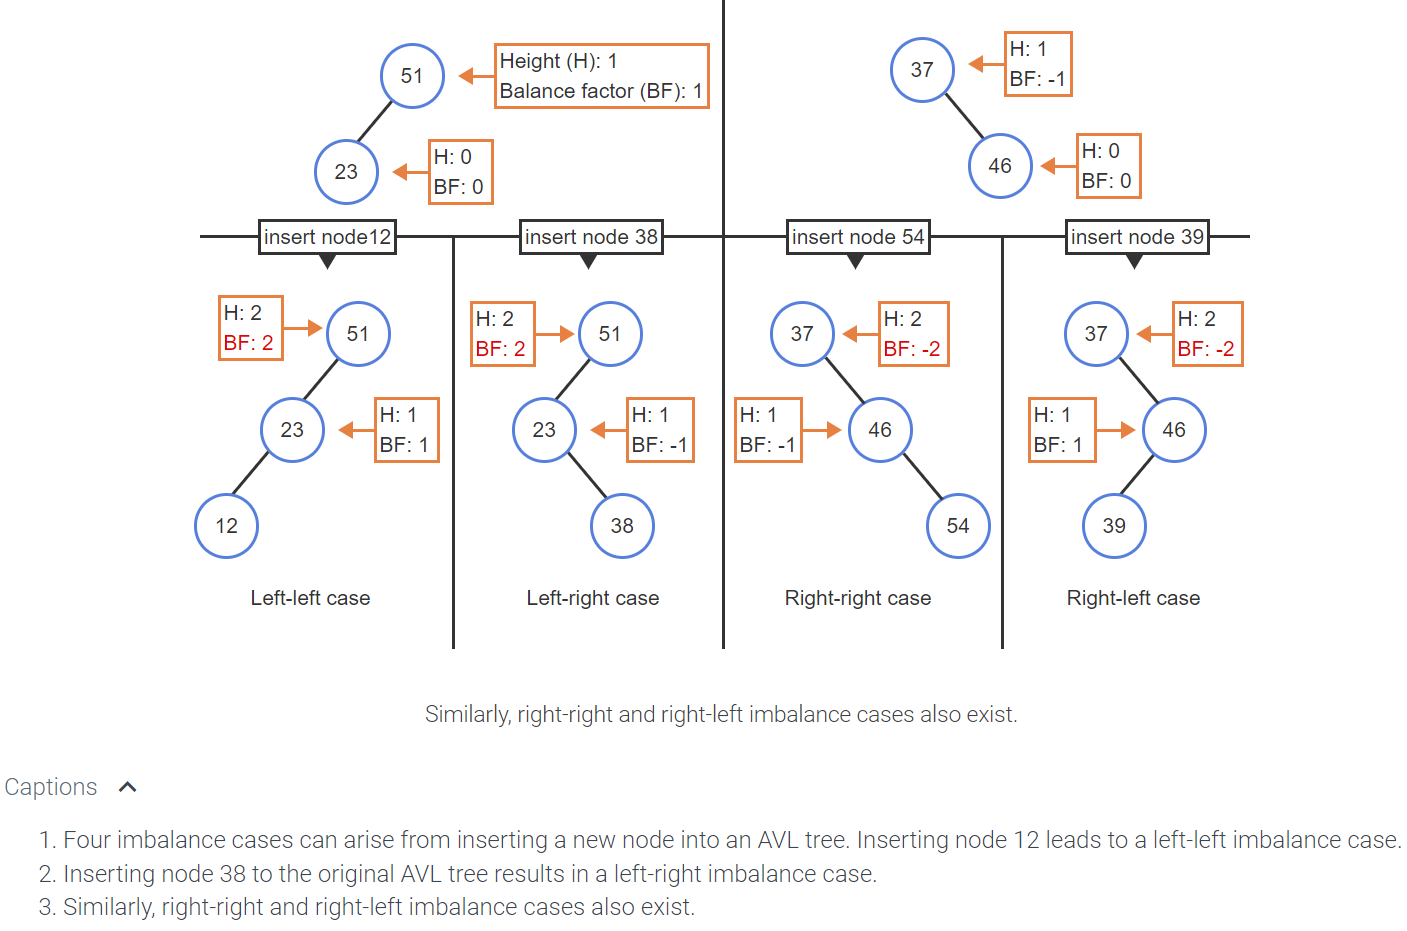 51
Height (H): 1
Balance factor (BF): 1
23
H: 0
BF: 0
37
H: 1
BF: -1
46
H: 0
BF: 0
insert node12
insert node 38
insert node 54
insert node 39
H: 2
BF: 2
51
23
H: 1
BF: 1
12
Left-left case
H: 2
BF: 2
51
23
H: 1
BF: -1
38
Left-right case
37
H: 2
BF: -2
H: 1
BF: -1
46
54
Right-right case
37
H: 2
BF: -2
H: 1
BF: 1
46
39
Right-left case
Similarly, right-right and right-left imbalance cases also exist.
Captions
1. Four imbalance cases can arise from inserting a new node into an AVL tree. Inserting node 12 leads to a left-left imbalance case.
2. Inserting node 38 to the original AVL tree results in a left-right imbalance case.
3. Similarly, right-right and right-left imbalance cases also exist.